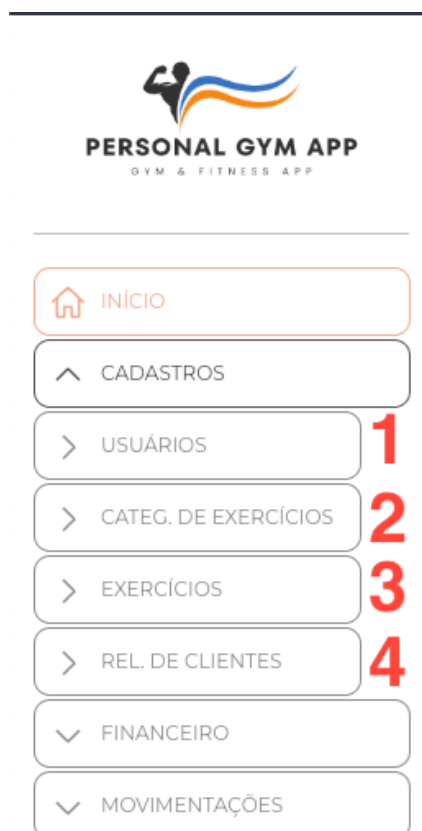 PERSONAL GYM APP
GYM & FITNESS APP
INÍCIO
CADASTROS
USUÁRIOS 1
CATEG. DE EXERCÍCIOS 2
EXERCÍCIOS 3
REL. DE CLIENTES 4
FINANCEIRO
MOVIMENTAÇÕES